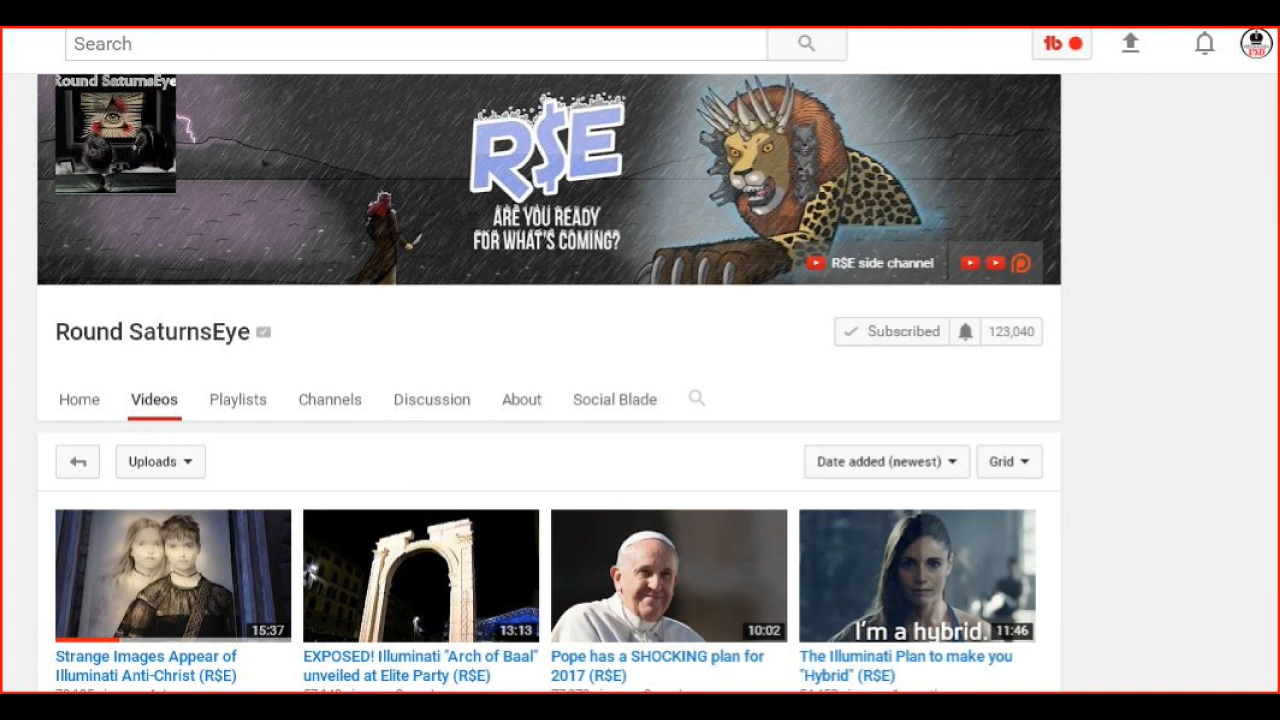 Search
Round SaturnsEye
R$E
ARE YOU READY
FOR WHAT'S COMING?
R$E side channel
Round SaturnsEye
Subscribed
123,040
Home
Videos
Playlists
Channels
Discussion
About
Social Blade
Uploads
Date added (newest)
Grid
15:37
13:13
10:02
I'm a hybrid.
11:46
Strange Images Appear of
Illuminati Anti-Christ (R$E)
EXPOSED! Illuminati "Arch of Baal"
unveiled at Elite Party (R$E)
Pope has a SHOCKING plan for
2017 (R$E)
The Illuminati Plan to make you
"Hybrid" (R$E)